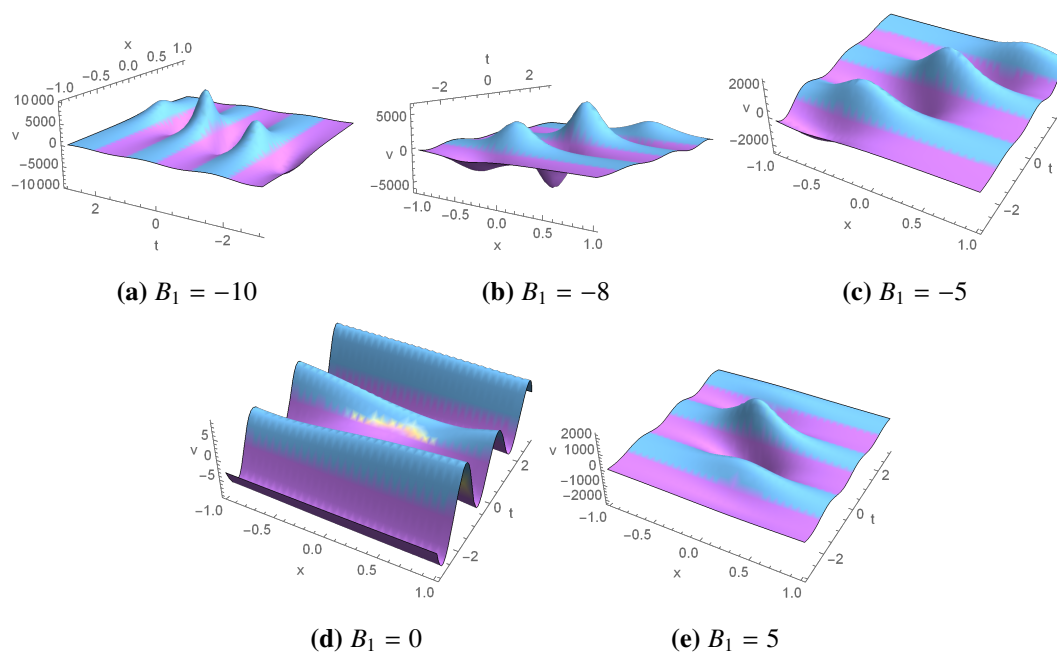 x
-1.0 -0.5 0.0 0.5 1.0
10 000
5000
v 0
-5000
-10 000
2 0 -2
t
(a) B₁ = −10
t
-2 0 2
5000
v 0
-5000
-1.0 -0.5 0.0 0.5 1.0
x
(b) B₁ = −8
2000
v 0
-2000
-1.0 -0.5 0.0 0.5 1.0
x
-2 0 2
t
(c) B₁ = −5
5
v 0
-5
-1.0 -0.5 0.0 0.5 1.0
x
-2 0 2
t
(d) B₁ = 0
2000
1000
v 0
-1000
-2000
-1.0 -0.5 0.0 0.5 1.0
x
-2 0 2
t
(e) B₁ = 5